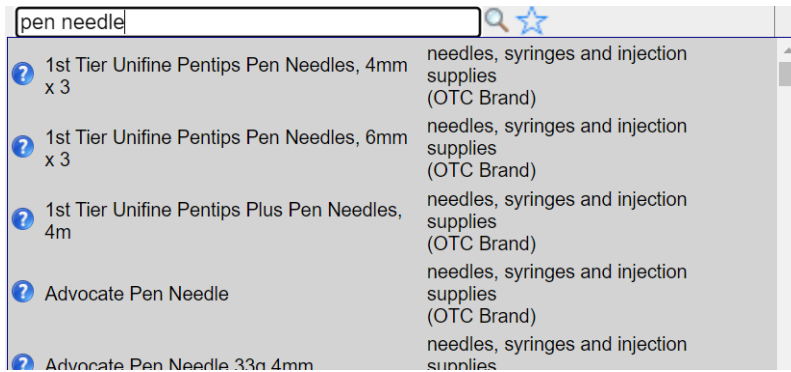 pen needle
1st Tier Unifine Pentips Pen Needles, 4mm
x 3
needles, syringes and injection
supplies
(OTC Brand)
1st Tier Unifine Pentips Pen Needles, 6mm
x 3
needles, syringes and injection
supplies
(OTC Brand)
1st Tier Unifine Pentips Plus Pen Needles,
4m
needles, syringes and injection
supplies
(OTC Brand)
Advocate Pen Needle
needles, syringes and injection
supplies
(OTC Brand)
Advocate Pen Needle 33g 4mm
needles, syringes and injection
supplies